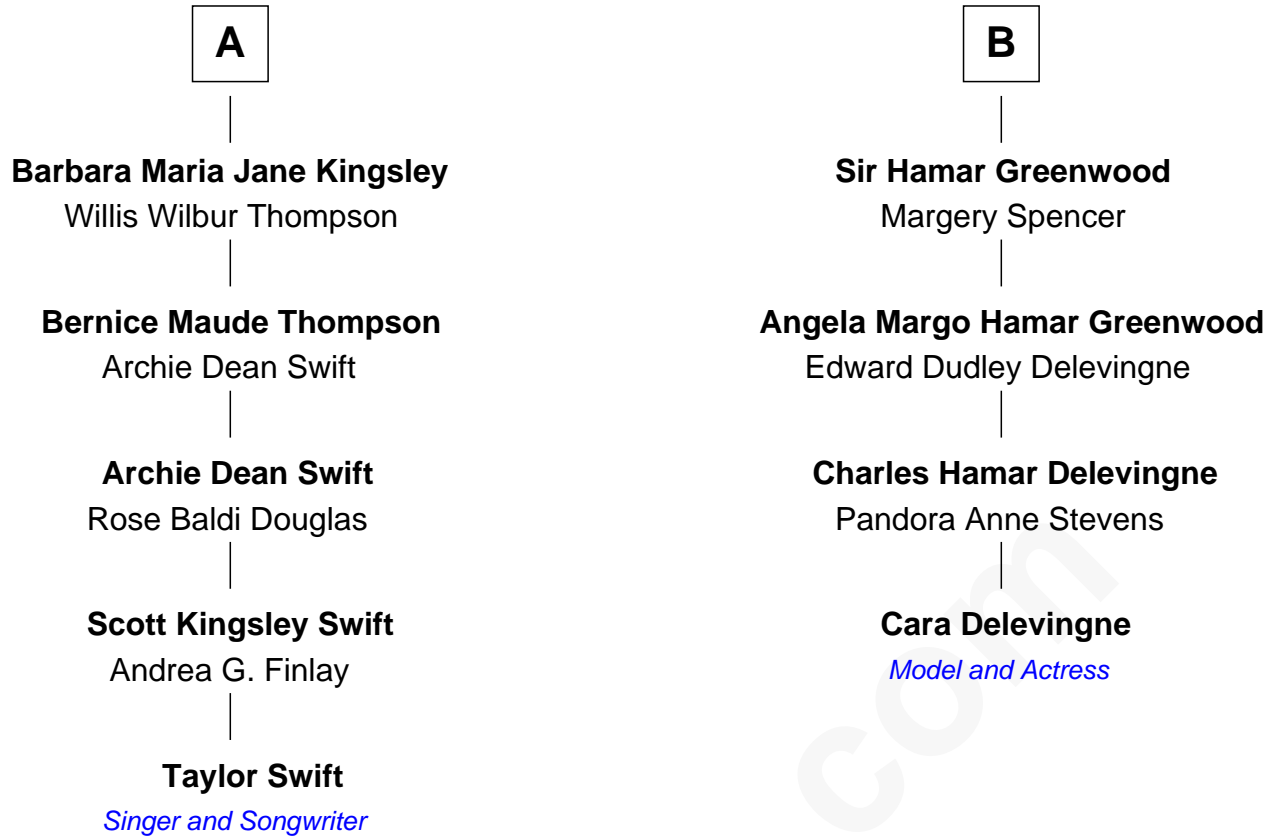 A
Barbara Maria Jane Kingsley
Willis Wilbur Thompson
Bernice Maude Thompson
Archie Dean Swift
Archie Dean Swift
Rose Baldi Douglas
Scott Kingsley Swift
Andrea G. Finlay
Taylor Swift
Singer and Songwriter
B
Sir Hamar Greenwood
Margery Spencer
Angela Margo Hamar Greenwood
Edward Dudley Delevingne
Charles Hamar Delevingne
Pandora Anne Stevens
Cara Delevingne
Model and Actress
com